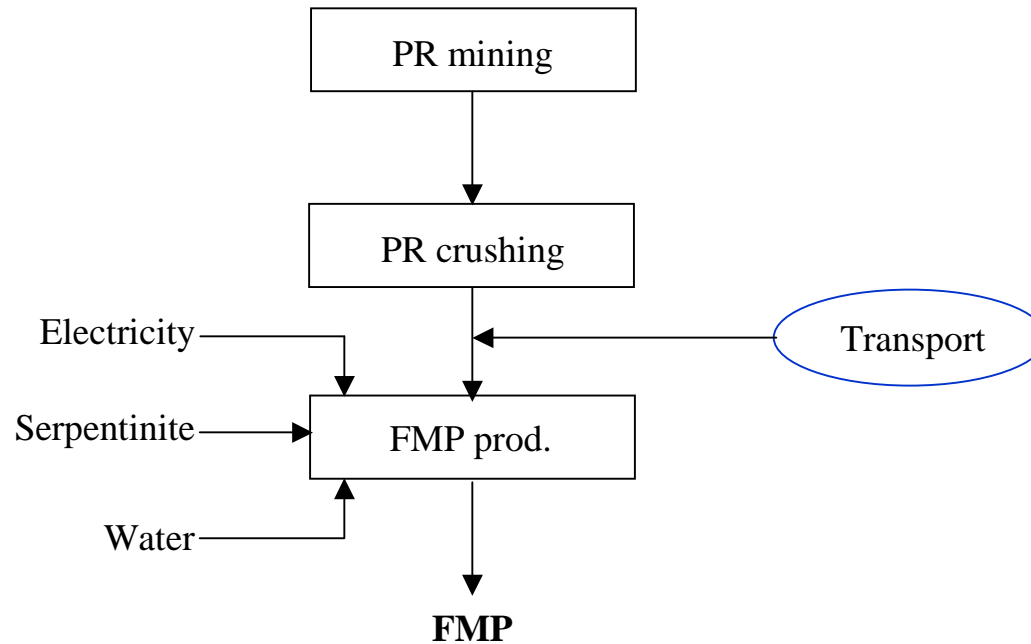 PR mining
PR crushing
Electricity
Transport
Serpentinite
FMP prod.
Water
FMP